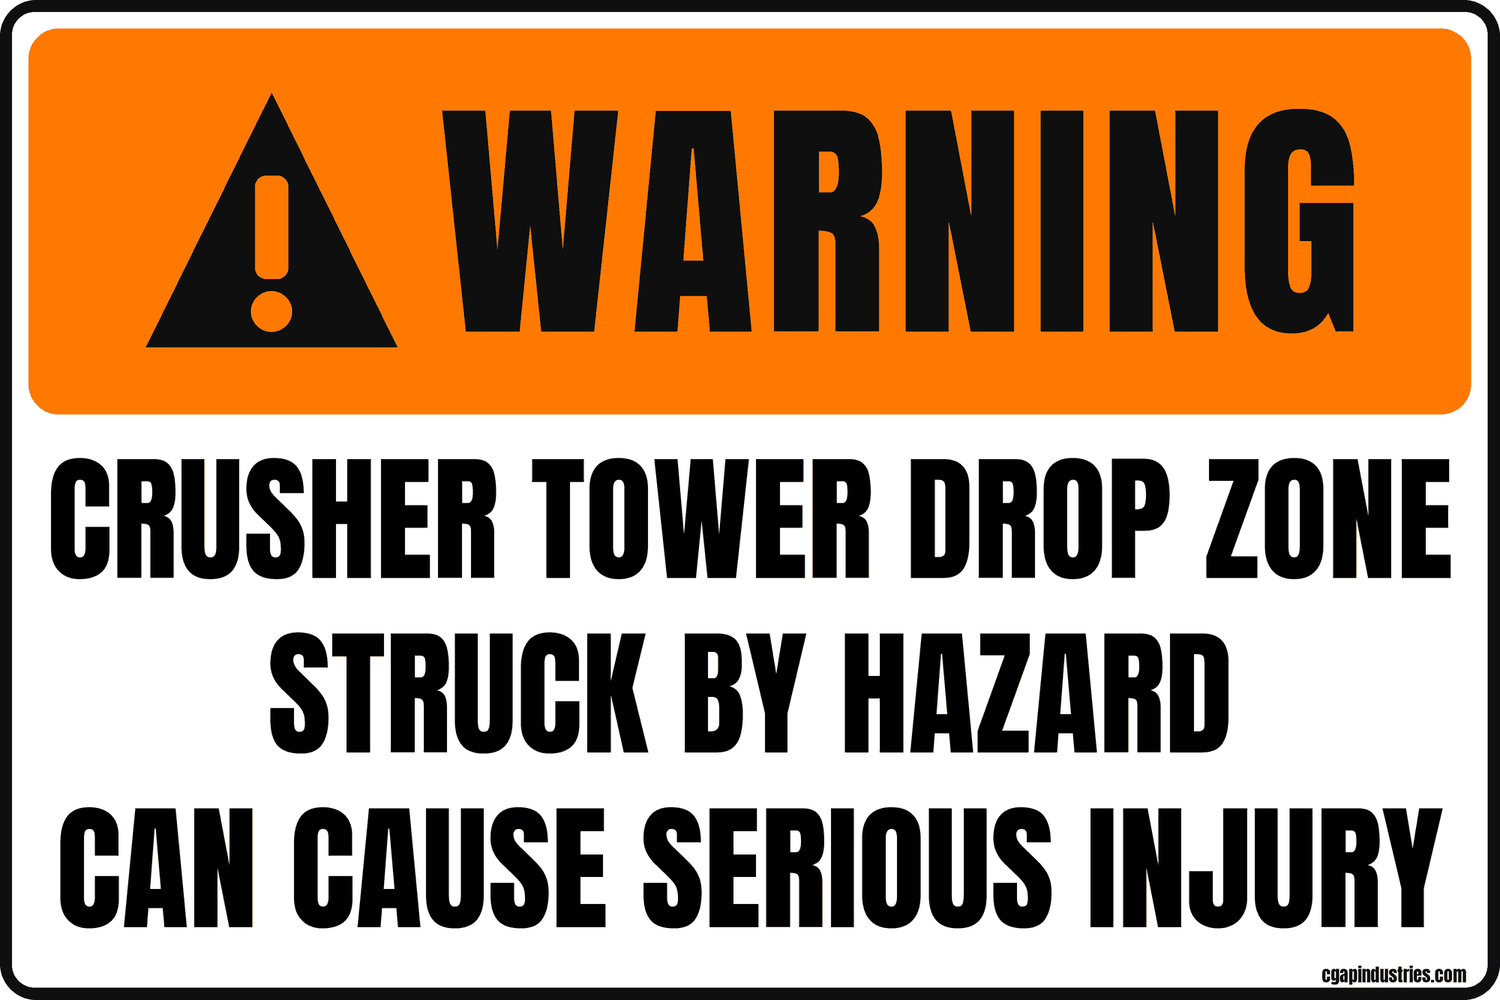 WARNING
CRUSHER TOWER DROP ZONE
STRUCK BY HAZARD
CAN CAUSE SERIOUS INJURY
cgapindustries.com